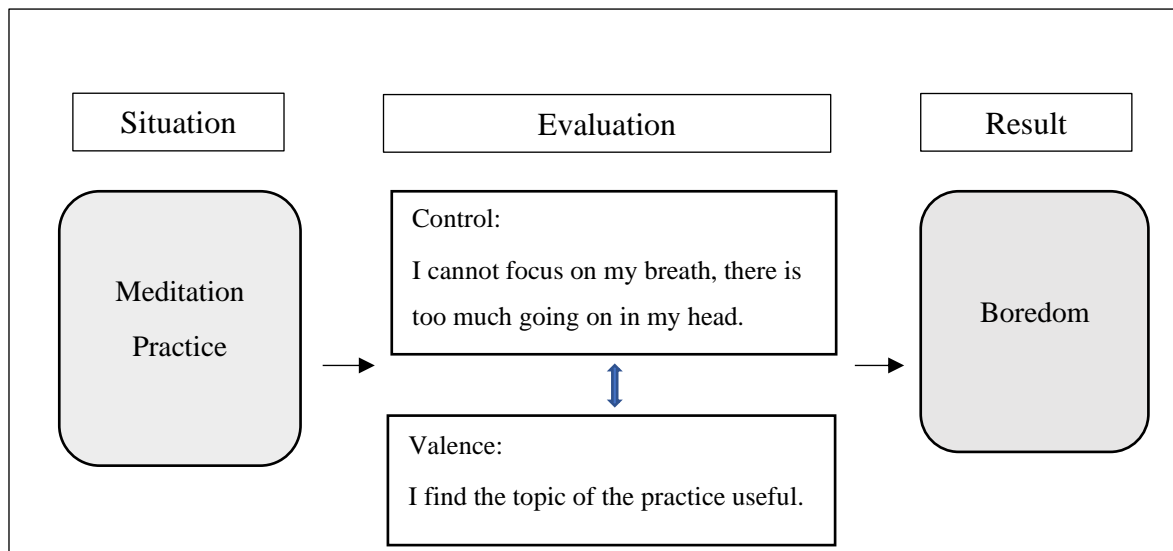 Situation
Evaluation
Result
Meditation
Practice
Control:
I cannot focus on my breath, there is
too much going on in my head.
Valence:
I find the topic of the practice useful.
Boredom